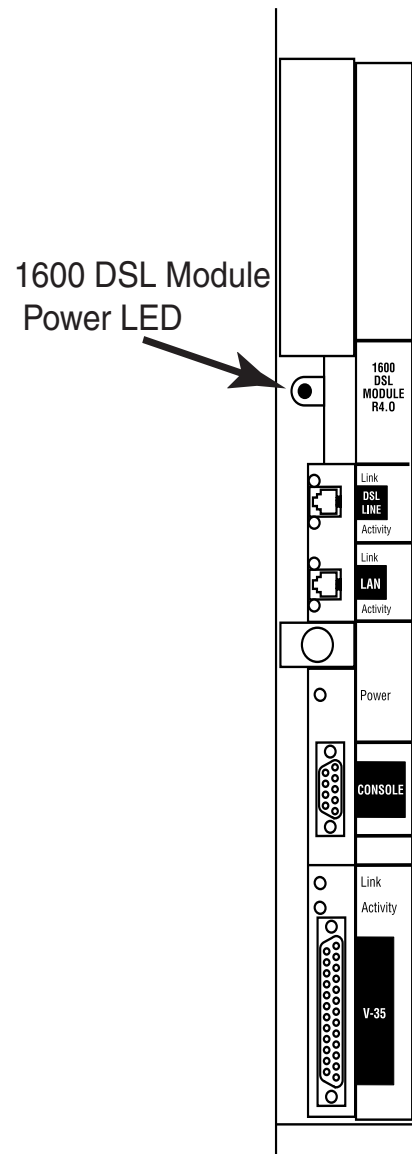 1600 DSL Module
Power LED
1600
DSL
MODULE
R4.0
Link
DSL
LINE
Activity
Link
LAN
Activity
Power
CONSOLE
Link
Activity
V-35